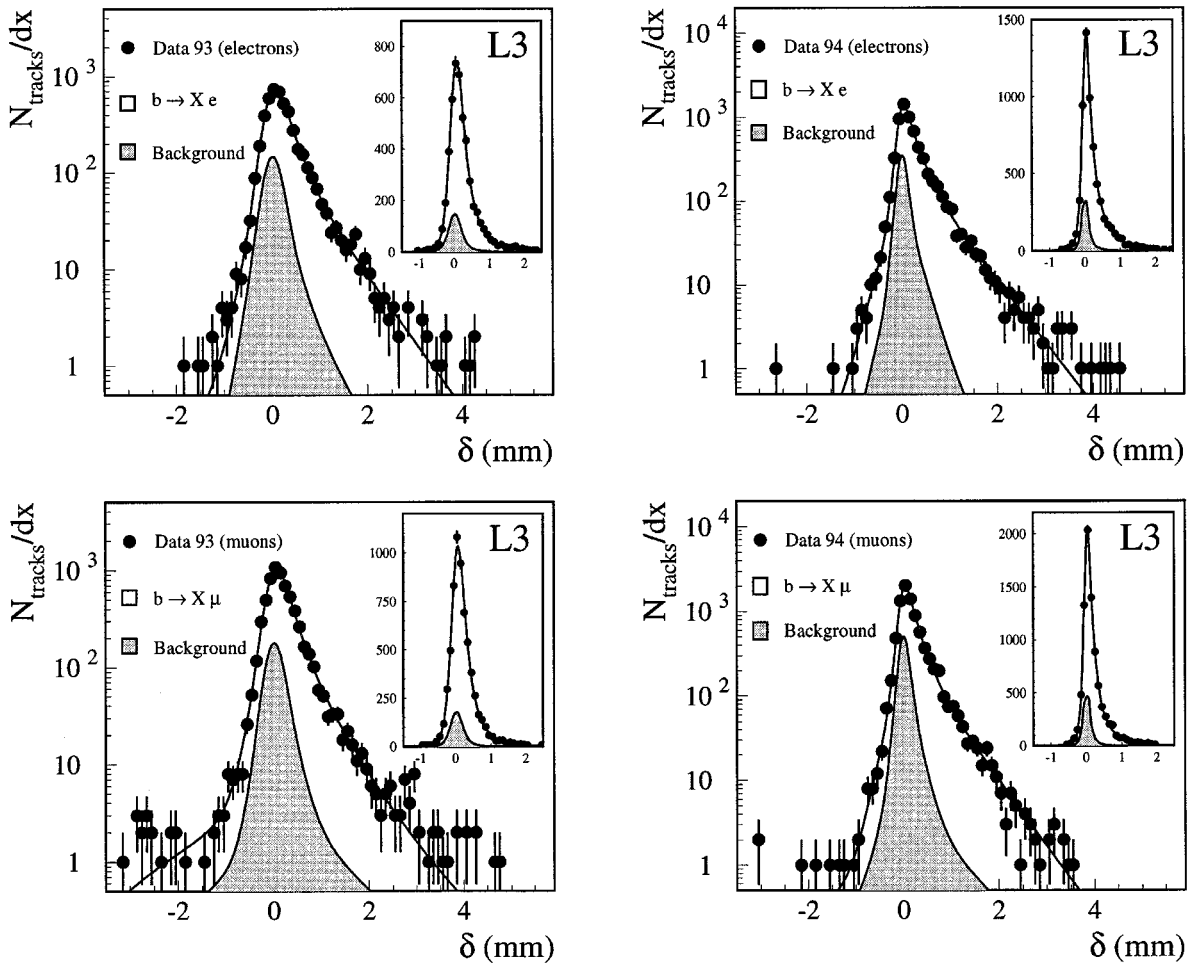 N_tracks/dx
10^3
10^2
10
1
Data 93 (electrons)
b → X e
Background
L3
800
600
400
200
0
-1 0 1 2
-2 0 2 4
δ (mm)
N_tracks/dx
10^4
10^3
10^2
10
1
Data 94 (electrons)
b → X e
Background
L3
1500
1000
500
0
-1 0 1 2
-2 0 2 4
δ (mm)
N_tracks/dx
10^3
10^2
10
1
Data 93 (muons)
b → X μ
Background
L3
1000
750
500
250
0
-1 0 1 2
-2 0 2 4
δ (mm)
N_tracks/dx
10^4
10^3
10^2
10
1
Data 94 (muons)
b → X μ
Background
L3
2000
1500
1000
500
0
-1 0 1 2
-2 0 2 4
δ (mm)